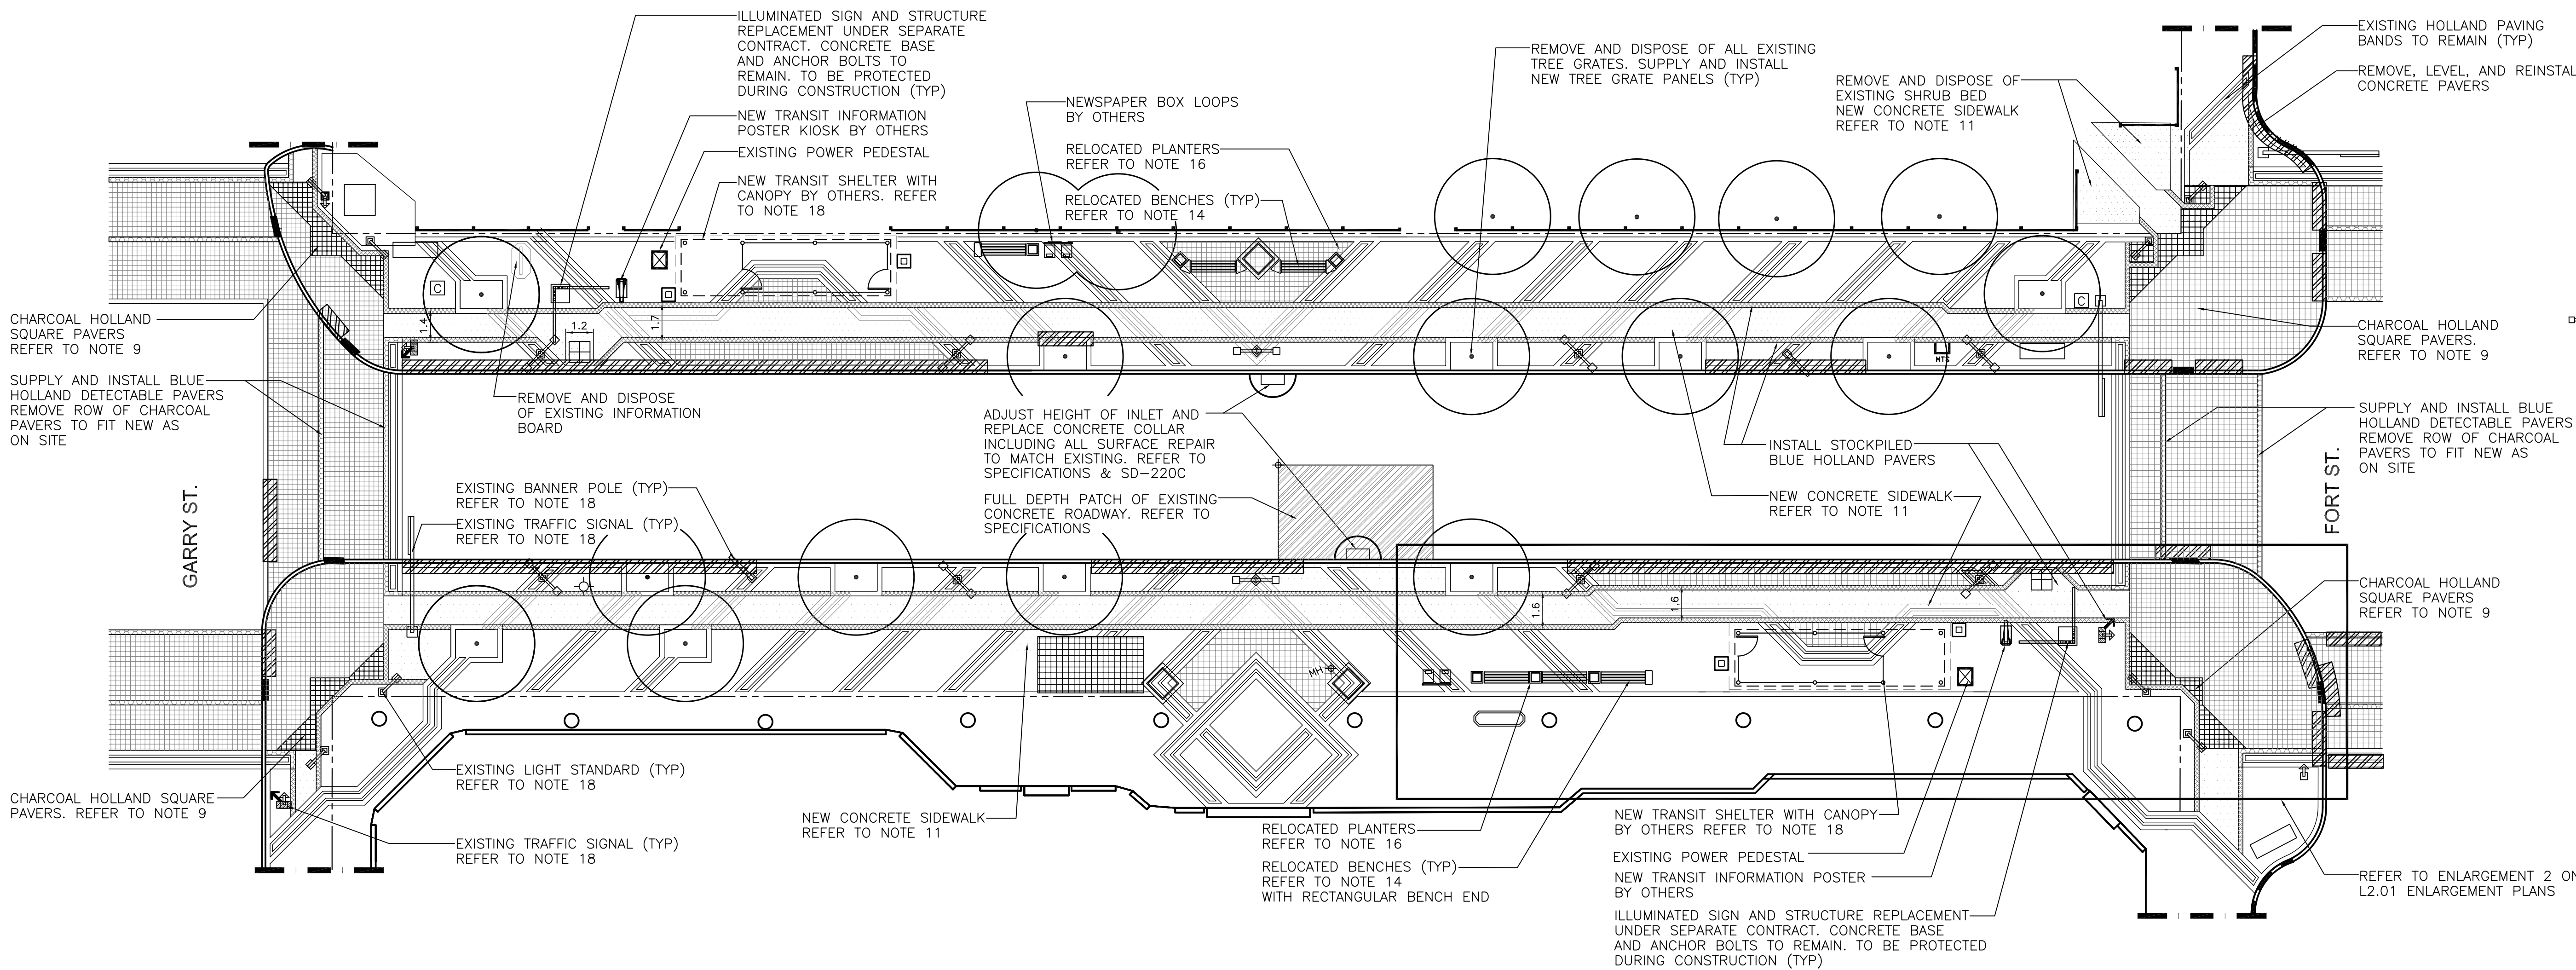 ILLUMINATED SIGN AND STRUCTURE
REPLACEMENT UNDER SEPARATE
CONTRACT. CONCRETE BASE
AND ANCHOR BOLTS TO
REMAIN. TO BE PROTECTED
DURING CONSTRUCTION (TYP)
NEW TRANSIT INFORMATION
POSTER KIOSK BY OTHERS
EXISTING POWER PEDESTAL
NEW TRANSIT SHELTER WITH
CANOPY BY OTHERS. REFER
TO NOTE 18
NEWSPAPER BOX LOOPS
BY OTHERS
RELOCATED PLANTERS
REFER TO NOTE 16
RELOCATED BENCHES (TYP)
REFER TO NOTE 14
REMOVE AND DISPOSE OF ALL EXISTING
TREE GRATES. SUPPLY AND INSTALL
NEW TREE GRATE PANELS (TYP)
REMOVE AND DISPOSE OF
EXISTING SHRUB BED
NEW CONCRETE SIDEWALK
REFER TO NOTE 11
EXISTING HOLLAND PAVING
BANDS TO REMAIN (TYP)
REMOVE, LEVEL, AND REINSTAL
CONCRETE PAVERS
C
C
1.4
1.2
1.7
MTS
CHARCOAL HOLLAND
SQUARE PAVERS
REFER TO NOTE 9
SUPPLY AND INSTALL BLUE
HOLLAND DETECTABLE PAVERS
REMOVE ROW OF CHARCOAL
PAVERS TO FIT NEW AS
ON SITE
REMOVE AND DISPOSE
OF EXISTING INFORMATION
BOARD
ADJUST HEIGHT OF INLET AND
REPLACE CONCRETE COLLAR
INCLUDING ALL SURFACE REPAIR
TO MATCH EXISTING. REFER TO
SPECIFICATIONS & SD-220C
FULL DEPTH PATCH OF EXISTING
CONCRETE ROADWAY. REFER TO
SPECIFICATIONS
INSTALL STOCKPILED
BLUE HOLLAND PAVERS
NEW CONCRETE SIDEWALK
REFER TO NOTE 11
CHARCOAL HOLLAND
SQUARE PAVERS.
REFER TO NOTE 9
SUPPLY AND INSTALL BLUE
HOLLAND DETECTABLE PAVERS
REMOVE ROW OF CHARCOAL
PAVERS TO FIT NEW AS
ON SITE
GARRY ST.
FORT ST.
EXISTING BANNER POLE (TYP)
REFER TO NOTE 18
EXISTING TRAFFIC SIGNAL (TYP)
REFER TO NOTE 18
1.6
1.6
MH
CHARCOAL HOLLAND
SQUARE PAVERS
REFER TO NOTE 9
CHARCOAL HOLLAND SQUARE
PAVERS. REFER TO NOTE 9
EXISTING LIGHT STANDARD (TYP)
REFER TO NOTE 18
EXISTING TRAFFIC SIGNAL (TYP)
REFER TO NOTE 18
NEW CONCRETE SIDEWALK
REFER TO NOTE 11
RELOCATED PLANTERS
REFER TO NOTE 16
RELOCATED BENCHES (TYP)
REFER TO NOTE 14
WITH RECTANGULAR BENCH END
NEW TRANSIT SHELTER WITH CANOPY
BY OTHERS REFER TO NOTE 18
EXISTING POWER PEDESTAL
NEW TRANSIT INFORMATION POSTER
BY OTHERS
ILLUMINATED SIGN AND STRUCTURE REPLACEMENT
UNDER SEPARATE CONTRACT. CONCRETE BASE
AND ANCHOR BOLTS TO REMAIN. TO BE PROTECTED
DURING CONSTRUCTION (TYP)
REFER TO ENLARGEMENT 2 ON
L2.01 ENLARGEMENT PLANS